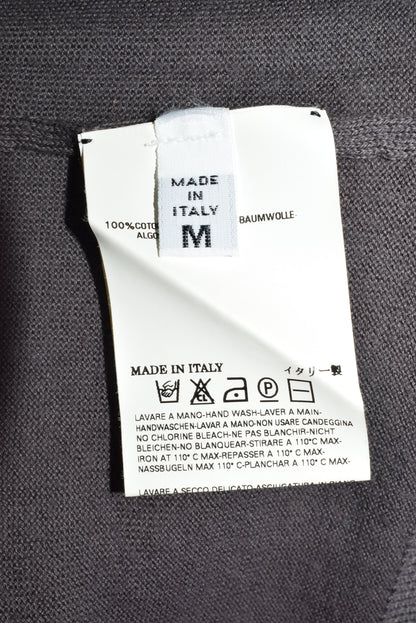 MADE IN
ITALY
M
100%COTO BAUMWOLLE-
ALGO
MADE IN ITALY イタリー製
CL P
LAVARE A MANO-HAND WASH-LAVER A MAIN-
HANDWASCHEN-LAVAR A MANO-NON USARE CANDEGGINA
NO CHLORINE BLEACH-NE PAS BLANCHIR-NICHT
BLEICHEN-NO BLANQUEAR-STIRARE A 110°C MAX-
IRON AT 110° C MAX-REPASSER A 110° C MAX-
NASSBUGELN MAX 110° C-PLANCHAR A 110° C MAX-
LAVARE A SECCO DELICATO-ASCIUGATURA